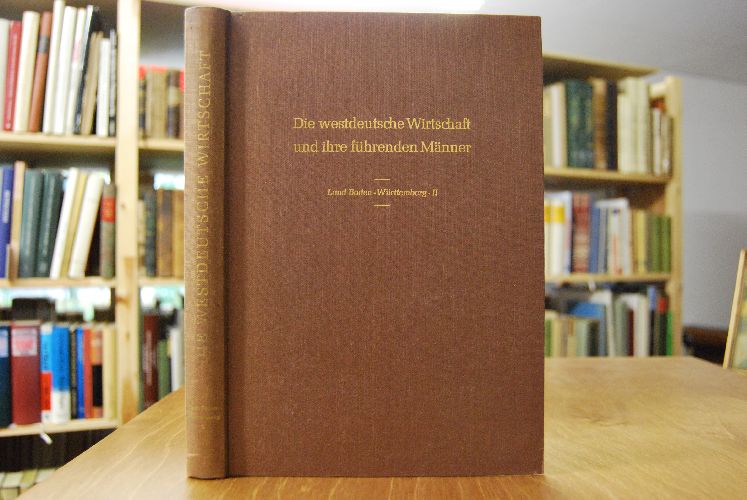 Die westdeutsche Wirtschaft
und ihre führenden Männer
Land Baden-Württemberg · II
DIE WESTDEUTSCHE WIRTSCHAFT